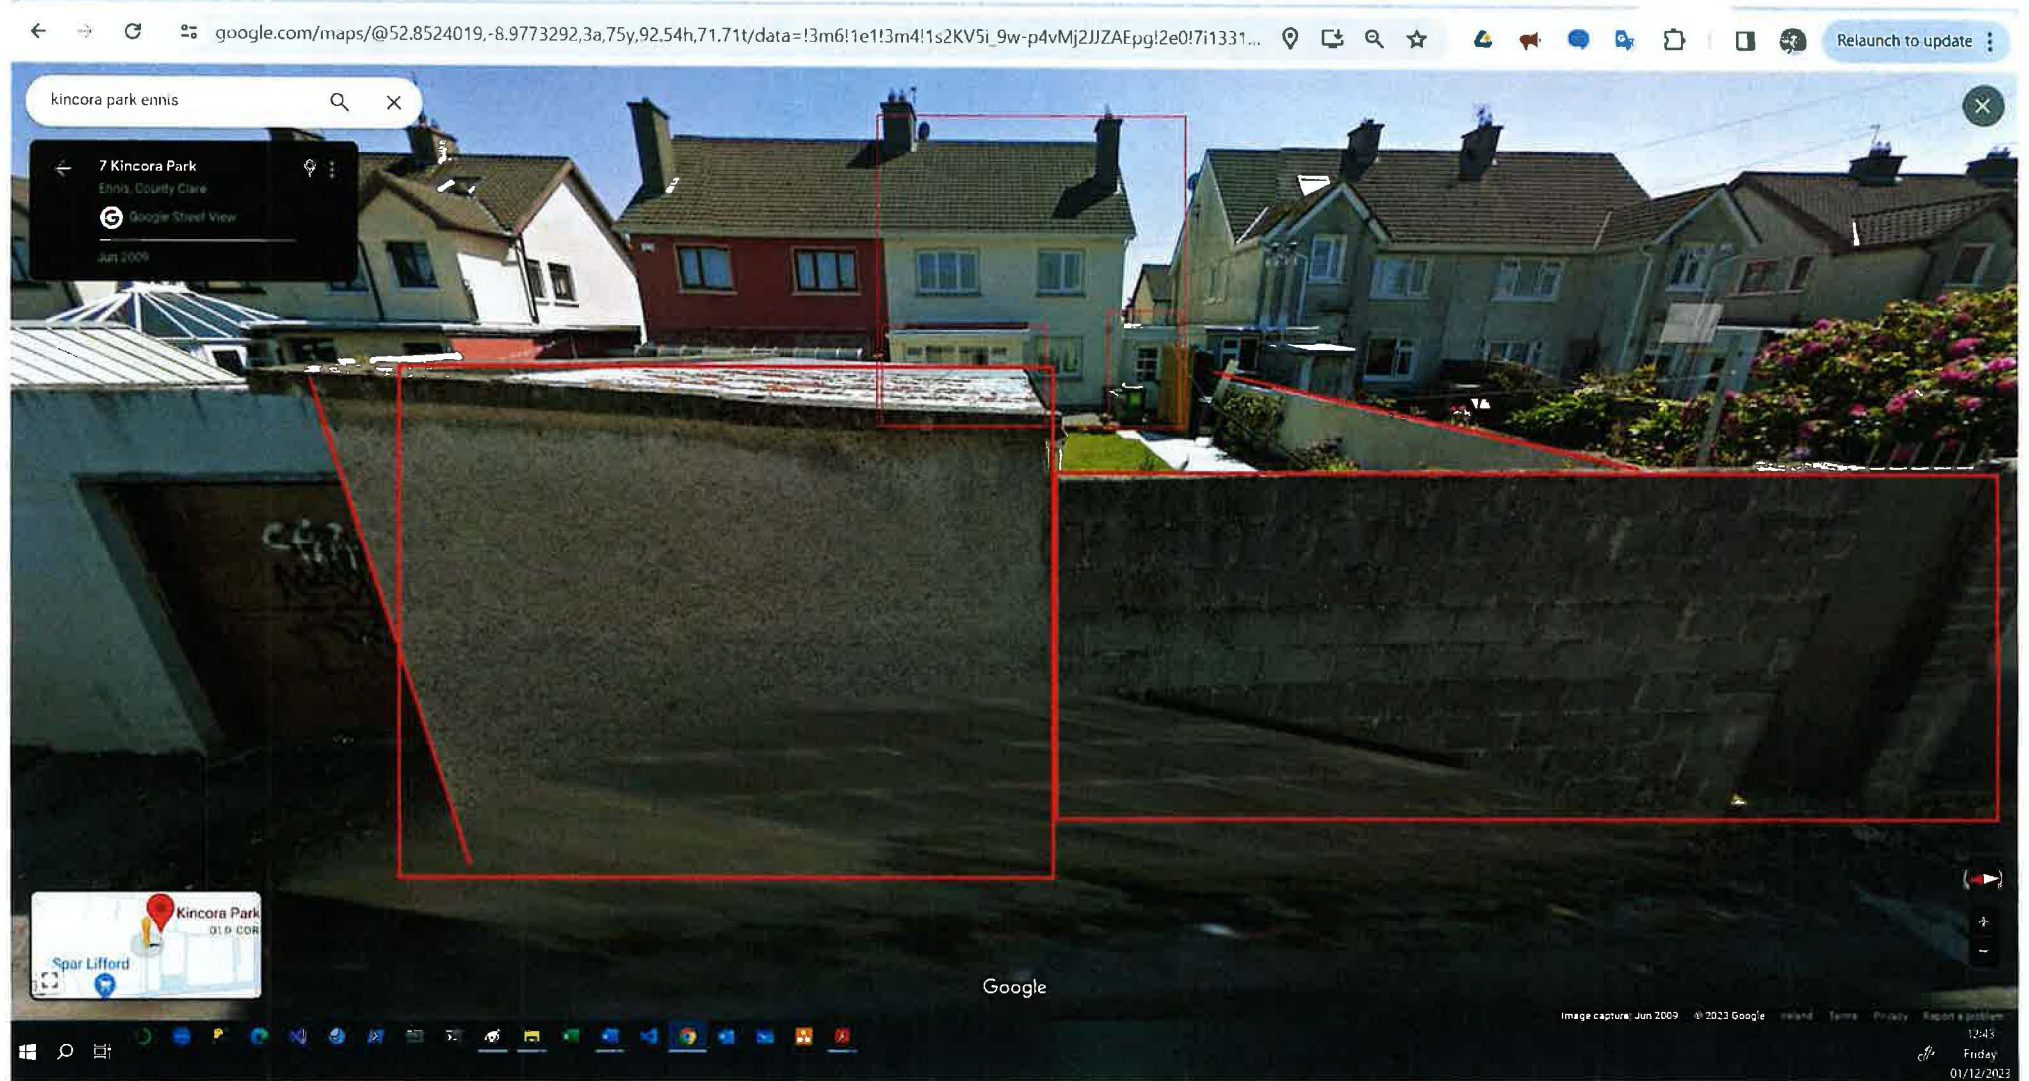 google.com/maps/@52.8524019,-8.9773292,3a,75y,92.54h,71.71t/data=!3m6!1e1!3m4!1s2KV5i_9w-p4vMj2JJZAEpg!2e0!7i1331...
Relaunch to update
kincora park ennis
7 Kincora Park
Ennis, County Clare
Google Street View
Jun 2009
Kincora Park
OLD COR
Spar Lifford
Google
Image capture: Jun 2009 © 2023 Google Ireland Terms Privacy Report a problem
12:43
Friday
01/12/2023